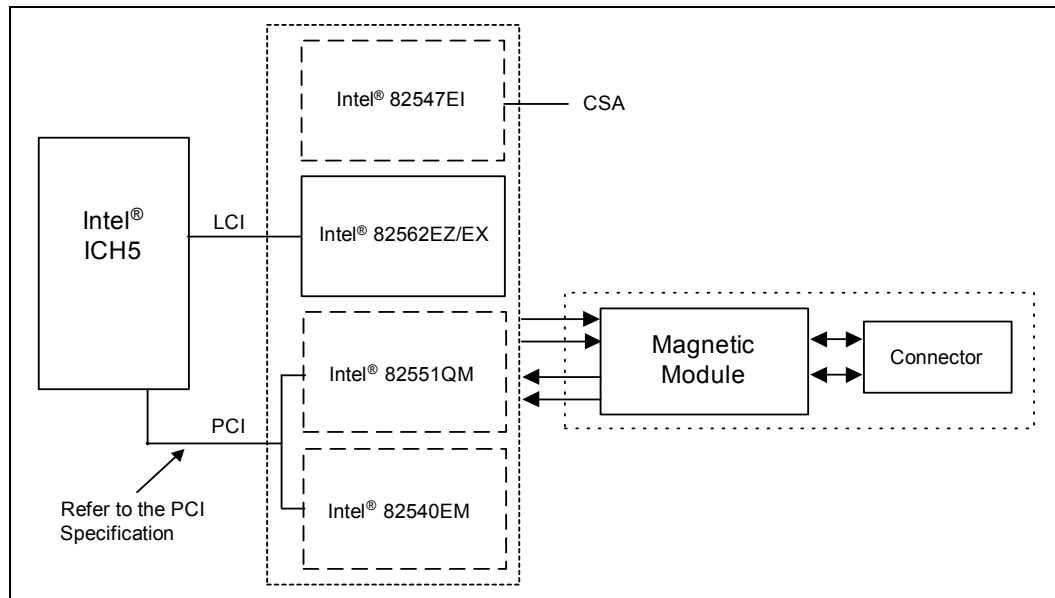 Intel® 82547EI
CSA
Intel®
ICH5
LCI
Intel® 82562EZ/EX
Intel® 82551QM
Magnetic
Module
Connector
PCI
Intel® 82540EM
Refer to the PCI
Specification